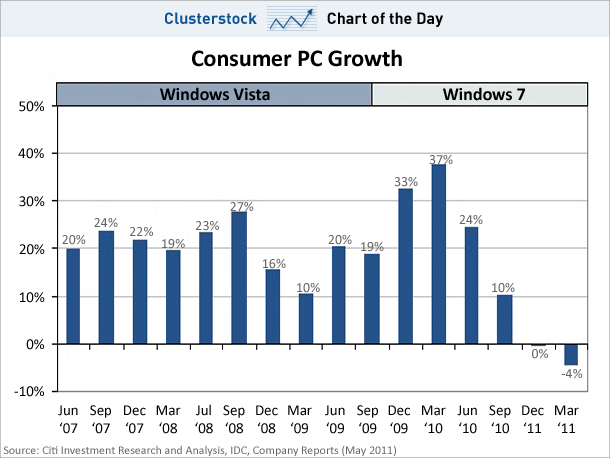 Clusterstock Chart of the Day
Consumer PC Growth
Windows Vista Windows 7
50%
40%
30%
20%
10%
0%
-10%
20% 24% 22% 19% 23% 27% 16% 10% 20% 19% 33% 37% 24% 10% 0% -4%
Jun Sep Dec Mar Jul Sep Dec Mar Jun Sep Dec Mar Jun Sep Dec Mar
‘07 ‘07 ‘07 ‘08 ‘08 ‘08 ‘08 ‘09 ‘09 ‘09 ‘09 ‘10 ‘10 ‘10 ‘11 ‘11
Source: Citi Investment Research and Analysis, IDC, Company Reports (May 2011)